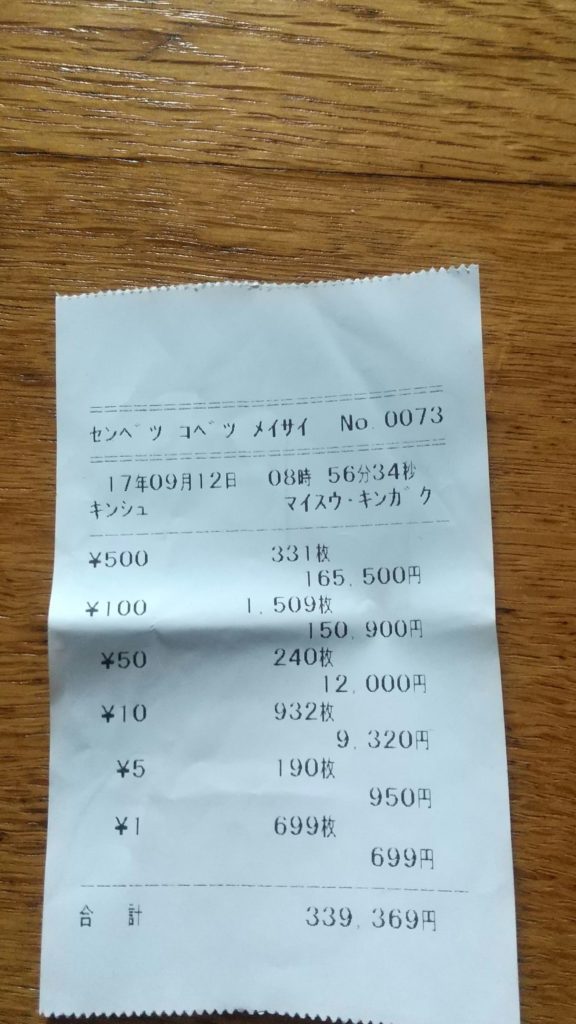 センベツ コベツ メイサイ No.0073
17年09月12日 08時 56分34秒
キンシュ マイスウ・キンガク
¥500 331枚
165,500円
¥100 1,509枚
150,900円
¥50 240枚
12,000円
¥10 932枚
9,320円
¥5 190枚
950円
¥1 699枚
699円
合 計 339,369円